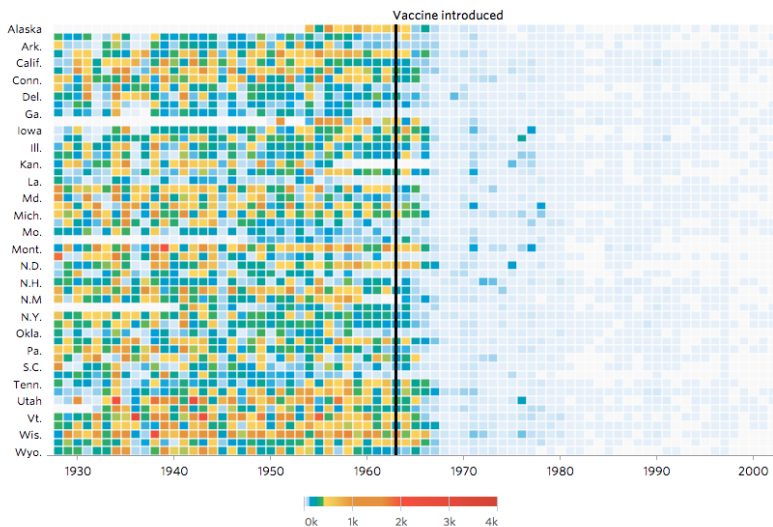 Vaccine introduced
Alaska
Ark.
Calif.
Conn.
Del.
Ga.
Iowa
Ill.
Kan.
La.
Md.
Mich.
Mo.
Mont.
N.D.
N.H.
N.M
N.Y.
Okla.
Pa.
S.C.
Tenn.
Utah
Vt.
Wis.
Wyo.
1930 1940 1950 1960 1970 1980 1990 2000
0k 1k 2k 3k 4k